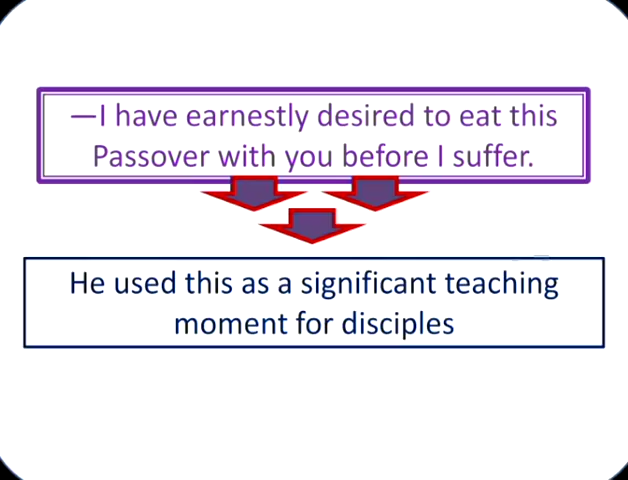 —I have earnestly desired to eat this
Passover with you before I suffer.
He used this as a significant teaching
moment for disciples